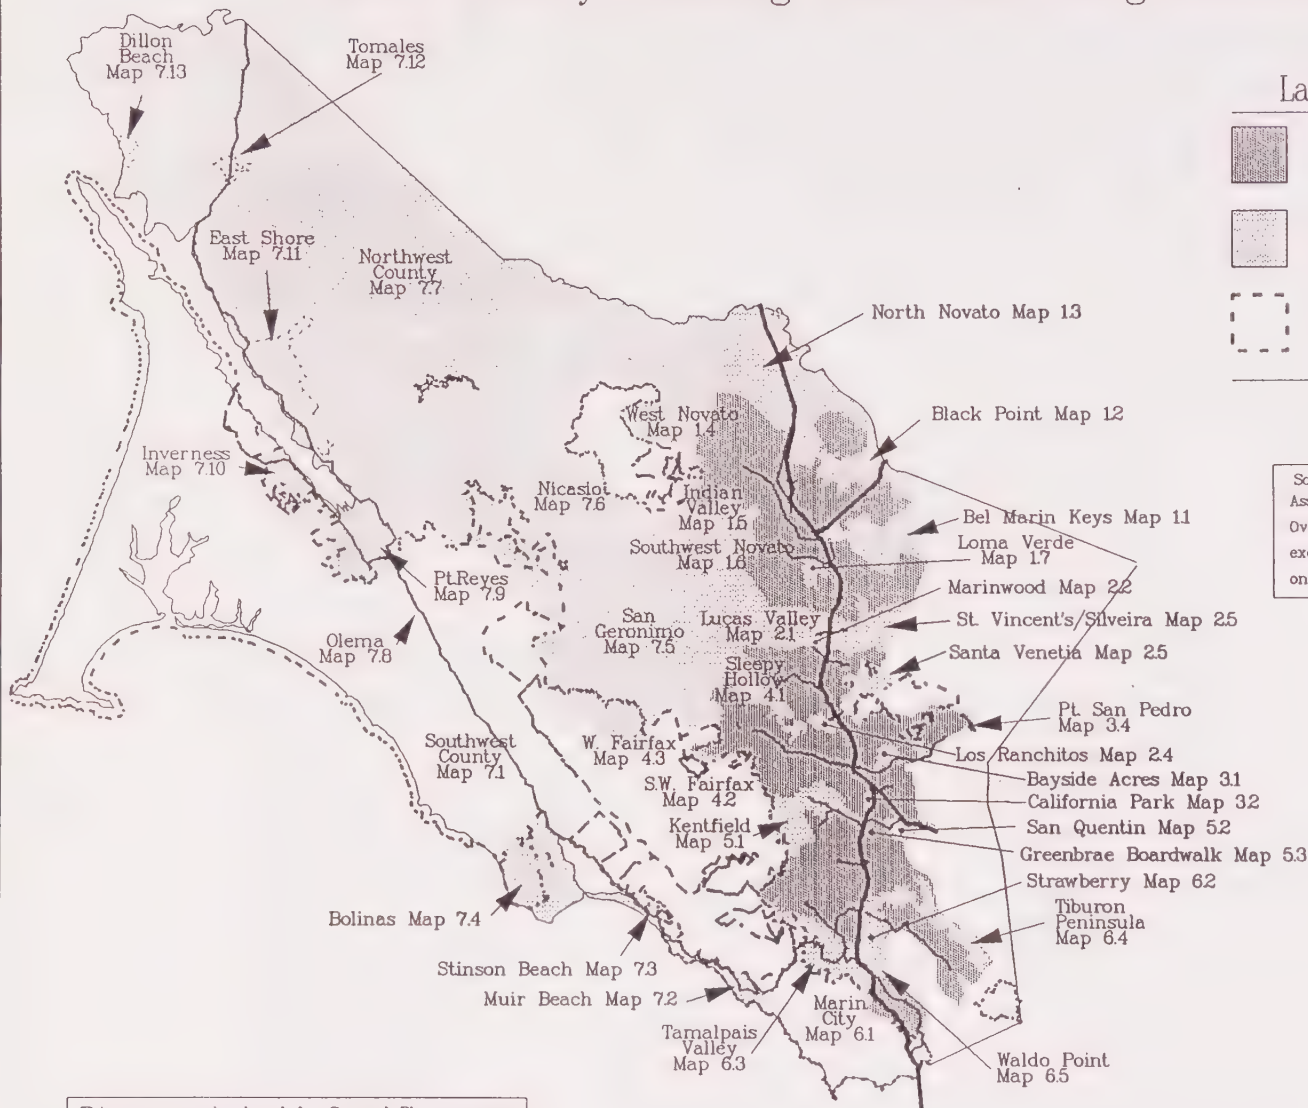 La
Dillon
Beach
Map 7.13
Tomales
Map 7.12
East Shore
Map 7.11
Northwest
County
Map 7.7
North Novato Map 1.3
West Novato
Map 1.4
Black Point Map 1.2
Inverness
Map 7.10
Nicasio
Map 7.6
Indian
Valley
Map 1.5
So
As
Ov
exc
on
Bel Marin Keys Map 1.1
Southwest Novato
Map 1.6
Loma Verde
Map 1.7
Pt.Reyes
Map 7.9
Marinwood Map 2.2
San
Geronimo
Map 7.5
Lucas Valley
Map 2.1
St. Vincent's/Silveira Map 2.5
Olema
Map 7.8
Santa Venetia Map 2.5
Sleepy
Hollow
Map 4.1
Pt. San Pedro
Map 3.4
Southwest
County
Map 7.1
W. Fairfax
Map 4.3
Los Ranchitos Map 2.4
S.W. Fairfax
Map 4.2
Bayside Acres Map 3.1
California Park Map 3.2
Kentfield
Map 5.1
San Quentin Map 5.2
Greenbrae Boardwalk Map 5.3
Strawberry Map 6.2
Bolinas Map 7.4
Tiburon
Peninsula
Map 6.4
Stinson Beach Map 7.3
Muir Beach Map 7.2
Marin
City
Map 6.1
Tamalpais
Valley
Map 6.3
Waldo Point
Map 6.5